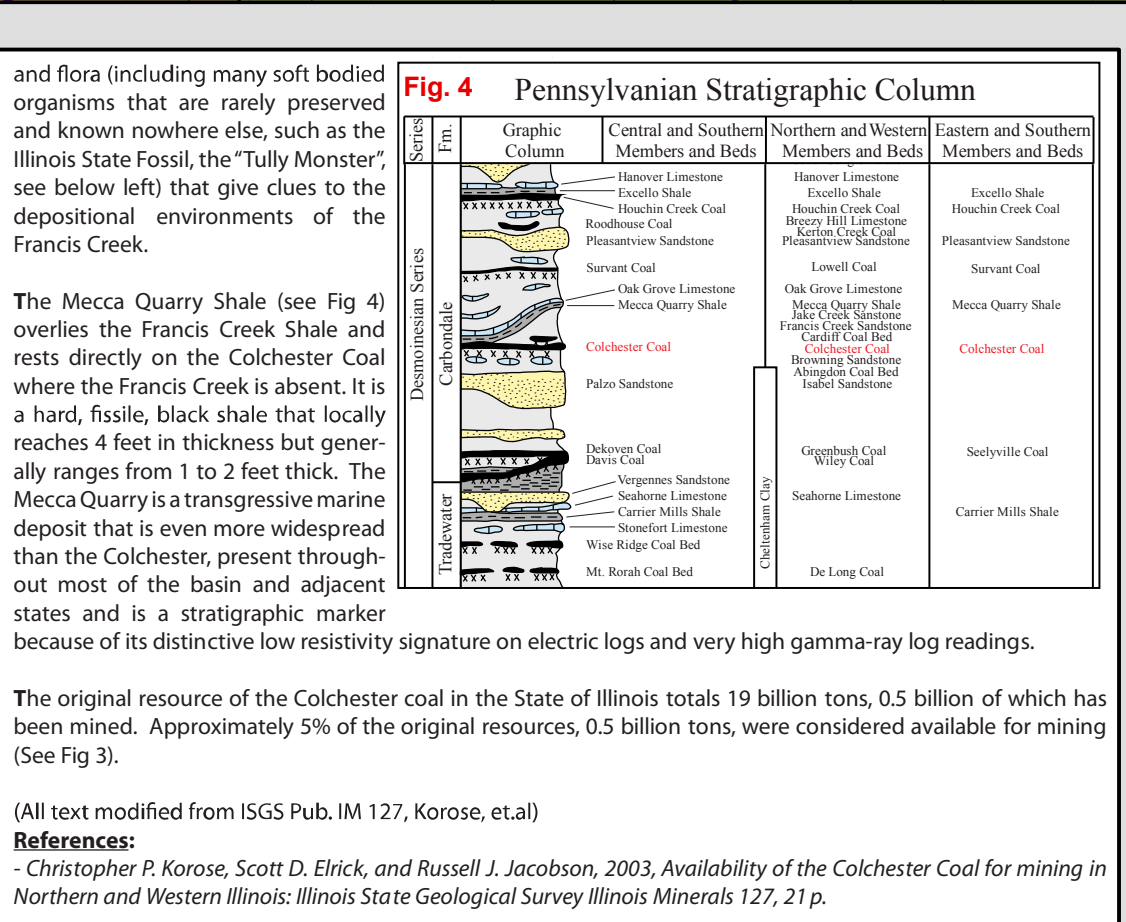 and flora (including many soft bodied
organisms that are rarely preserved
and known nowhere else, such as the
Illinois State Fossil, the “Tully Monster”,
see below left) that give clues to the
depositional environments of the
Francis Creek.
The Mecca Quarry Shale (see Fig 4)
overlies the Francis Creek Shale and
rests directly on the Colchester Coal
where the Francis Creek is absent. It is
a hard, fissile, black shale that locally
reaches 4 feet in thickness but gener-
ally ranges from 1 to 2 feet thick. The
Mecca Quarry is a transgressive marine
deposit that is even more widespread
than the Colchester, present through-
out most of the basin and adjacent
states and is a stratigraphic marker
because of its distinctive low resistivity signature on electric logs and very high gamma-ray log readings.
Fig. 4 Pennsylvanian Stratigraphic Column
Series
Fm.
Graphic
Column
Central and Southern
Members and Beds
Northern and Western
Members and Beds
Eastern and Southern
Members and Beds
Desmoinesian Series
Carbondale
Tradewater
Hanover Limestone
Excello Shale
Houchin Creek Coal
Roodhouse Coal
Pleasantview Sandstone
Survant Coal
Oak Grove Limestone
Mecca Quarry Shale
Colchester Coal
Palzo Sandstone
Dekoven Coal
Davis Coal
Vergennes Sandstone
Seahorne Limestone
Carrier Mills Shale
Stonefort Limestone
Wise Ridge Coal Bed
Mt. Rorah Coal Bed
Cheltenham Clay
Hanover Limestone
Excello Shale
Houchin Creek Coal
Breezy Hill Limestone
Kerton Creek Coal
Pleasantview Sandstone
Lowell Coal
Oak Grove Limestone
Mecca Quarry Shale
Jake Creek Sanstone
Francis Creek Sandstone
Cardiff Coal Bed
Colchester Coal
Browning Sandstone
Abingdon Coal Bed
Isabel Sandstone
Greenbush Coal
Wiley Coal
Seahorne Limestone
De Long Coal
Excello Shale
Houchin Creek Coal
Pleasantview Sandstone
Survant Coal
Mecca Quarry Shale
Colchester Coal
Seelyville Coal
Carrier Mills Shale
The original resource of the Colchester coal in the State of Illinois totals 19 billion tons, 0.5 billion of which has
been mined. Approximately 5% of the original resources, 0.5 billion tons, were considered available for mining
(See Fig 3).
(All text modified from ISGS Pub. IM 127, Korose, et.al)
References:
- Christopher P. Korose, Scott D. Elrick, and Russell J. Jacobson, 2003, Availability of the Colchester Coal for mining in
Northern and Western Illinois: Illinois State Geological Survey Illinois Minerals 127, 21 p.